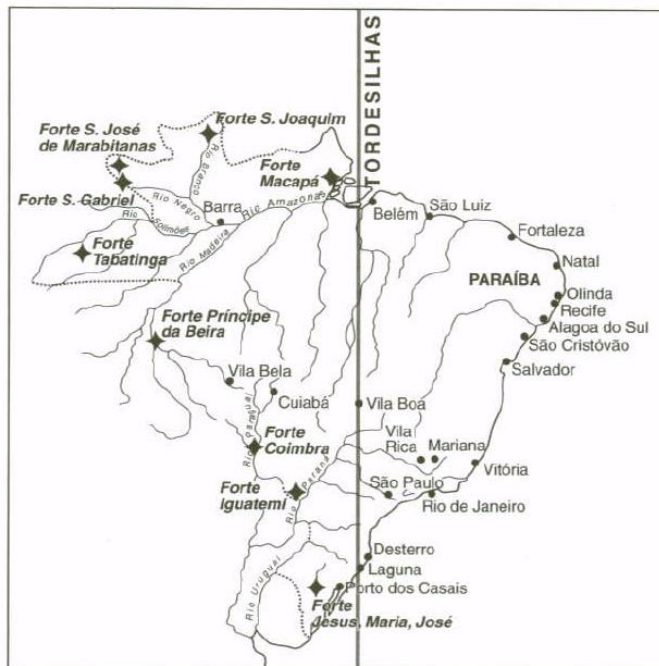 TORDESILHAS
Forte S. Joaquim
Forte S. José
de Marabitanas
Forte
Macapá
Rio Branco
Forte S. Gabriel
Rio Negro
Barra
Rio Amazonas
Belém
São Luiz
Rio
Solimões
Forte
Tabatinga
Rio Madeira
Fortaleza
Natal
PARAÍBA
Olinda
Recife
Alagoa do Sul
São Cristóvão
Salvador
Forte Príncipe
da Beira
Vila Bela
Cuiabá
Vila Boa
Rio Paraguai
Forte
Coimbra
Vila
Rica
Mariana
Vitória
Rio Paraná
Forte
Iguatemi
São Paulo
Rio de Janeiro
Desterro
Laguna
Porto dos Casais
Rio Uruguai
Forte
Jesus, Maria, José